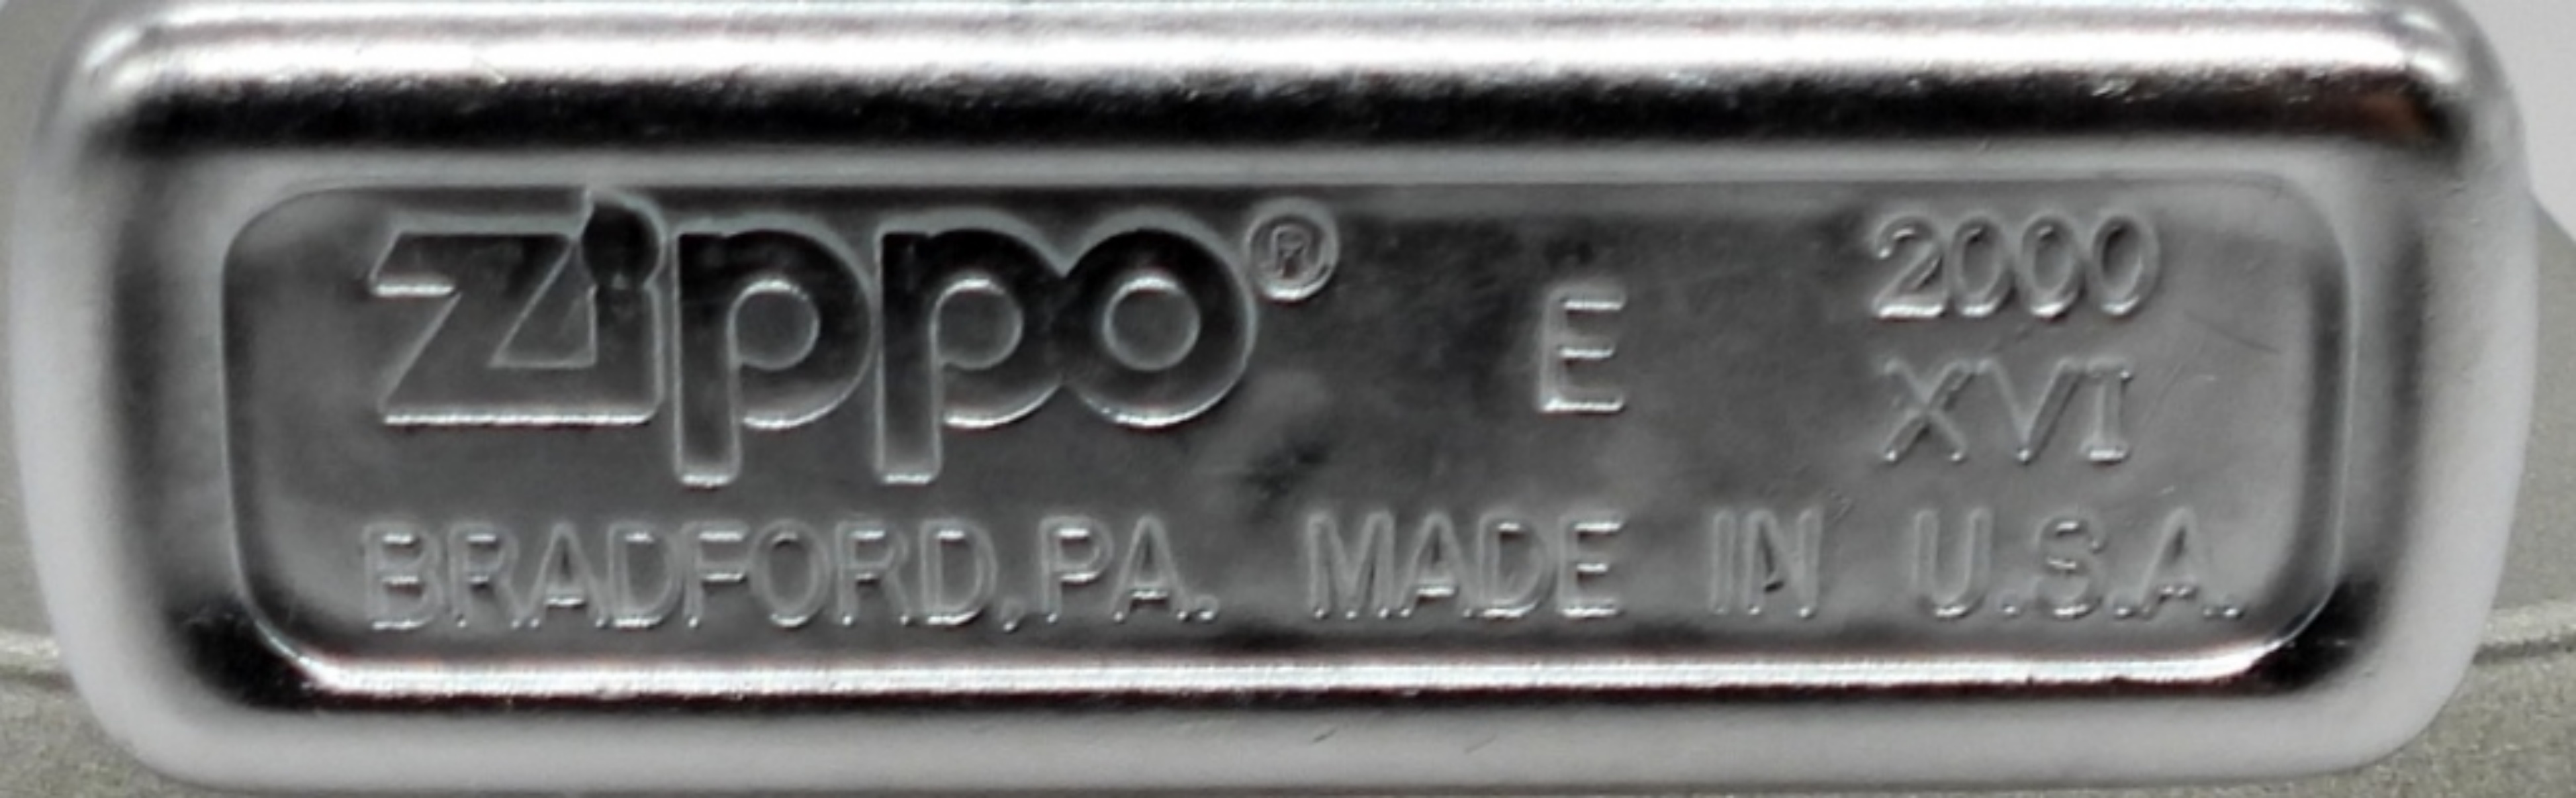 Zippo® E 2000
XVI
BRADFORD, PA. MADE IN U.S.A.